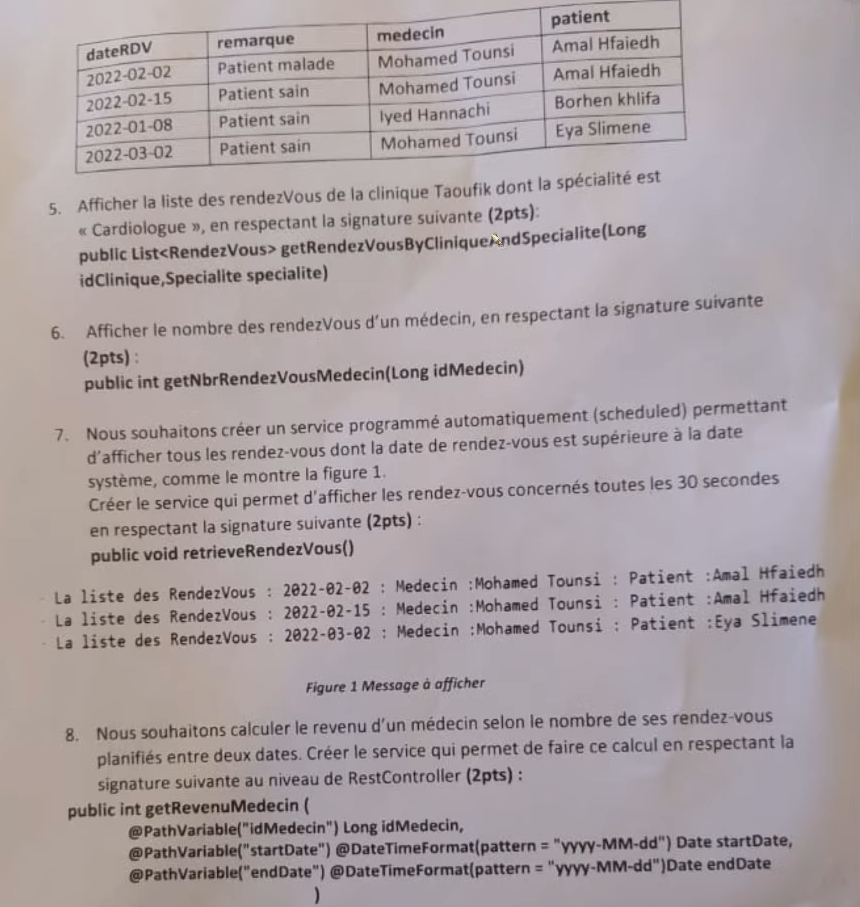 dateRDV remarque medecin patient
2022-02-02 Patient malade Mohamed Tounsi Amal Hfaiedh
2022-02-15 Patient sain Mohamed Tounsi Amal Hfaiedh
2022-01-08 Patient sain Iyed Hannachi Borhen khlifa
2022-03-02 Patient sain Mohamed Tounsi Eya Slimene
5. Afficher la liste des rendezVous de la clinique Taoufik dont la spécialité est
« Cardiologue », en respectant la signature suivante (2pts):
public List<RendezVous> getRendezVousByCliniqueAndSpecialite(Long
idClinique,Specialite specialite)
6. Afficher le nombre des rendezVous d'un médecin, en respectant la signature suivante
(2pts) :
public int getNbrRendezVousMedecin(Long idMedecin)
7. Nous souhaitons créer un service programmé automatiquement (scheduled) permettant
d'afficher tous les rendez-vous dont la date de rendez-vous est supérieure à la date
système, comme le montre la figure 1.
Créer le service qui permet d'afficher les rendez-vous concernés toutes les 30 secondes
en respectant la signature suivante (2pts) :
public void retrieveRendezVous()
La liste des RendezVous : 2022-02-02 : Medecin :Mohamed Tounsi : Patient :Amal Hfaiedh
La liste des RendezVous : 2022-02-15 : Medecin :Mohamed Tounsi : Patient :Amal Hfaiedh
La liste des RendezVous : 2022-03-02 : Medecin :Mohamed Tounsi : Patient :Eya Slimene
Figure 1 Message à afficher
8. Nous souhaitons calculer le revenu d'un médecin selon le nombre de ses rendez-vous
planifiés entre deux dates. Créer le service qui permet de faire ce calcul en respectant la
signature suivante au niveau de RestController (2pts) :
public int getRevenuMedecin (
@PathVariable("idMedecin") Long idMedecin,
@PathVariable("startDate") @DateTimeFormat(pattern = "yyyy-MM-dd") Date startDate,
@PathVariable("endDate") @DateTimeFormat(pattern = "yyyy-MM-dd")Date endDate
)